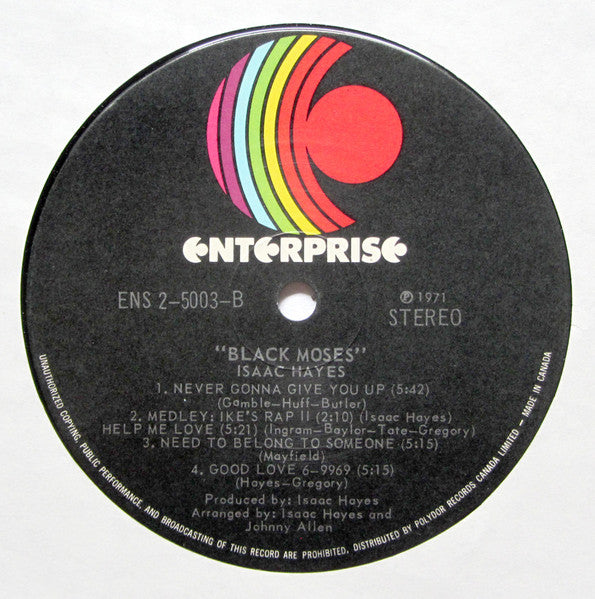 ENTERPRISE
ENS 2-5003-B
℗ 1971
STEREO
"BLACK MOSES"
ISAAC HAYES
1. NEVER GONNA GIVE YOU UP (5:42)
(Gamble-Huff-Butler)
2. MEDLEY: IKE'S RAP II (2:10) (Isaac Hayes)
HELP ME LOVE (5:21) (Ingram-Baylor-Tate-Gregory)
3. NEED TO BELONG TO SOMEONE (5:15)
(Mayfield)
4. GOOD LOVE 6-9969 (5:15)
(Hayes-Gregory)
Produced by: Isaac Hayes
Arranged by: Isaac Hayes and
Johnny Allen
UNAUTHORIZED COPYING, PUBLIC PERFORMANCE, AND BROADCASTING OF THIS RECORD ARE PROHIBITED. DISTRIBUTED BY POLYDOR RECORDS CANADA LIMITED – MADE IN CANADA